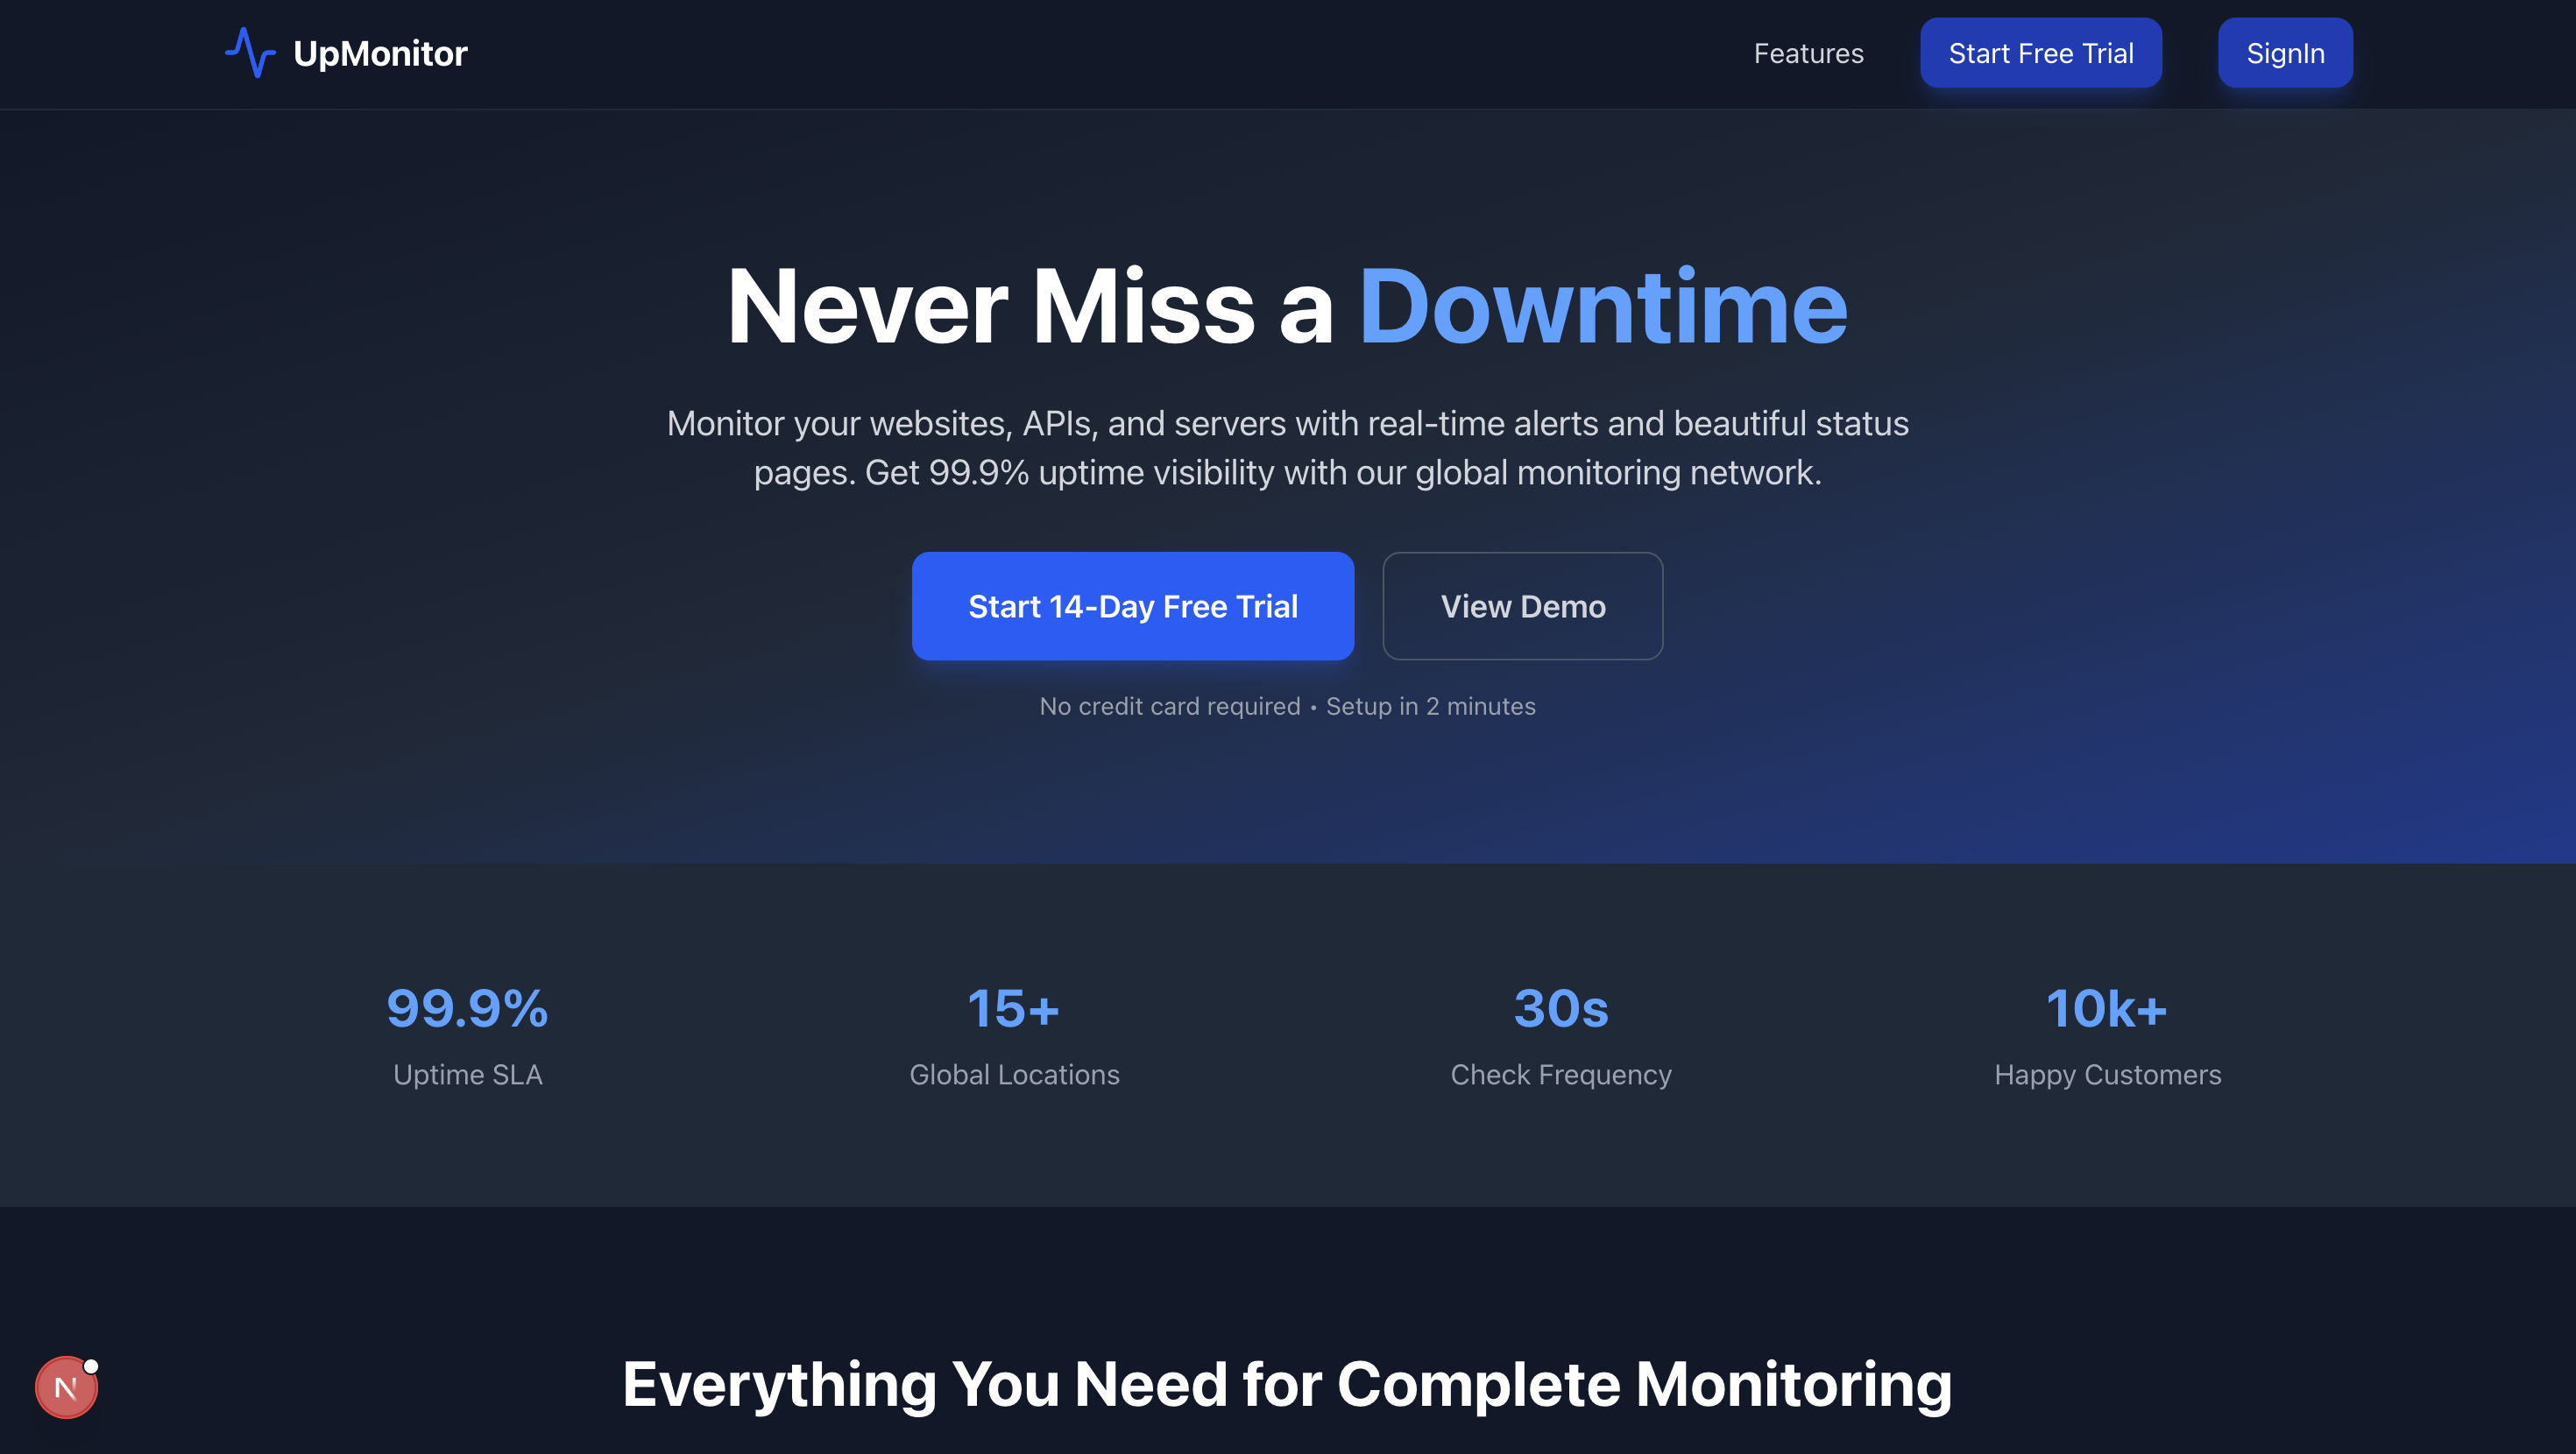 UpMonitor
Features
Start Free Trial
SignIn
Never Miss a Downtime
Monitor your websites, APIs, and servers with real-time alerts and beautiful status
pages. Get 99.9% uptime visibility with our global monitoring network.
Start 14-Day Free Trial
View Demo
No credit card required • Setup in 2 minutes
99.9%
Uptime SLA
15+
Global Locations
30s
Check Frequency
10k+
Happy Customers
Everything You Need for Complete Monitoring
N